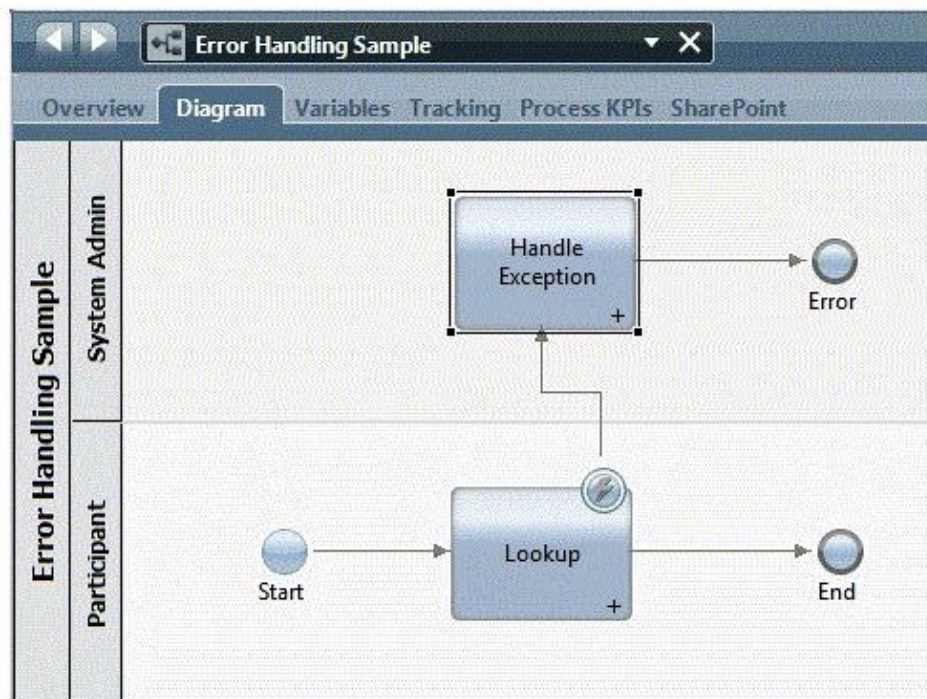 Error Handling Sample
Overview Diagram Variables Tracking Process KPIs SharePoint
Error Handling Sample
System Admin
Handle
Exception
+
Error
Participant
Start
Lookup
+
End